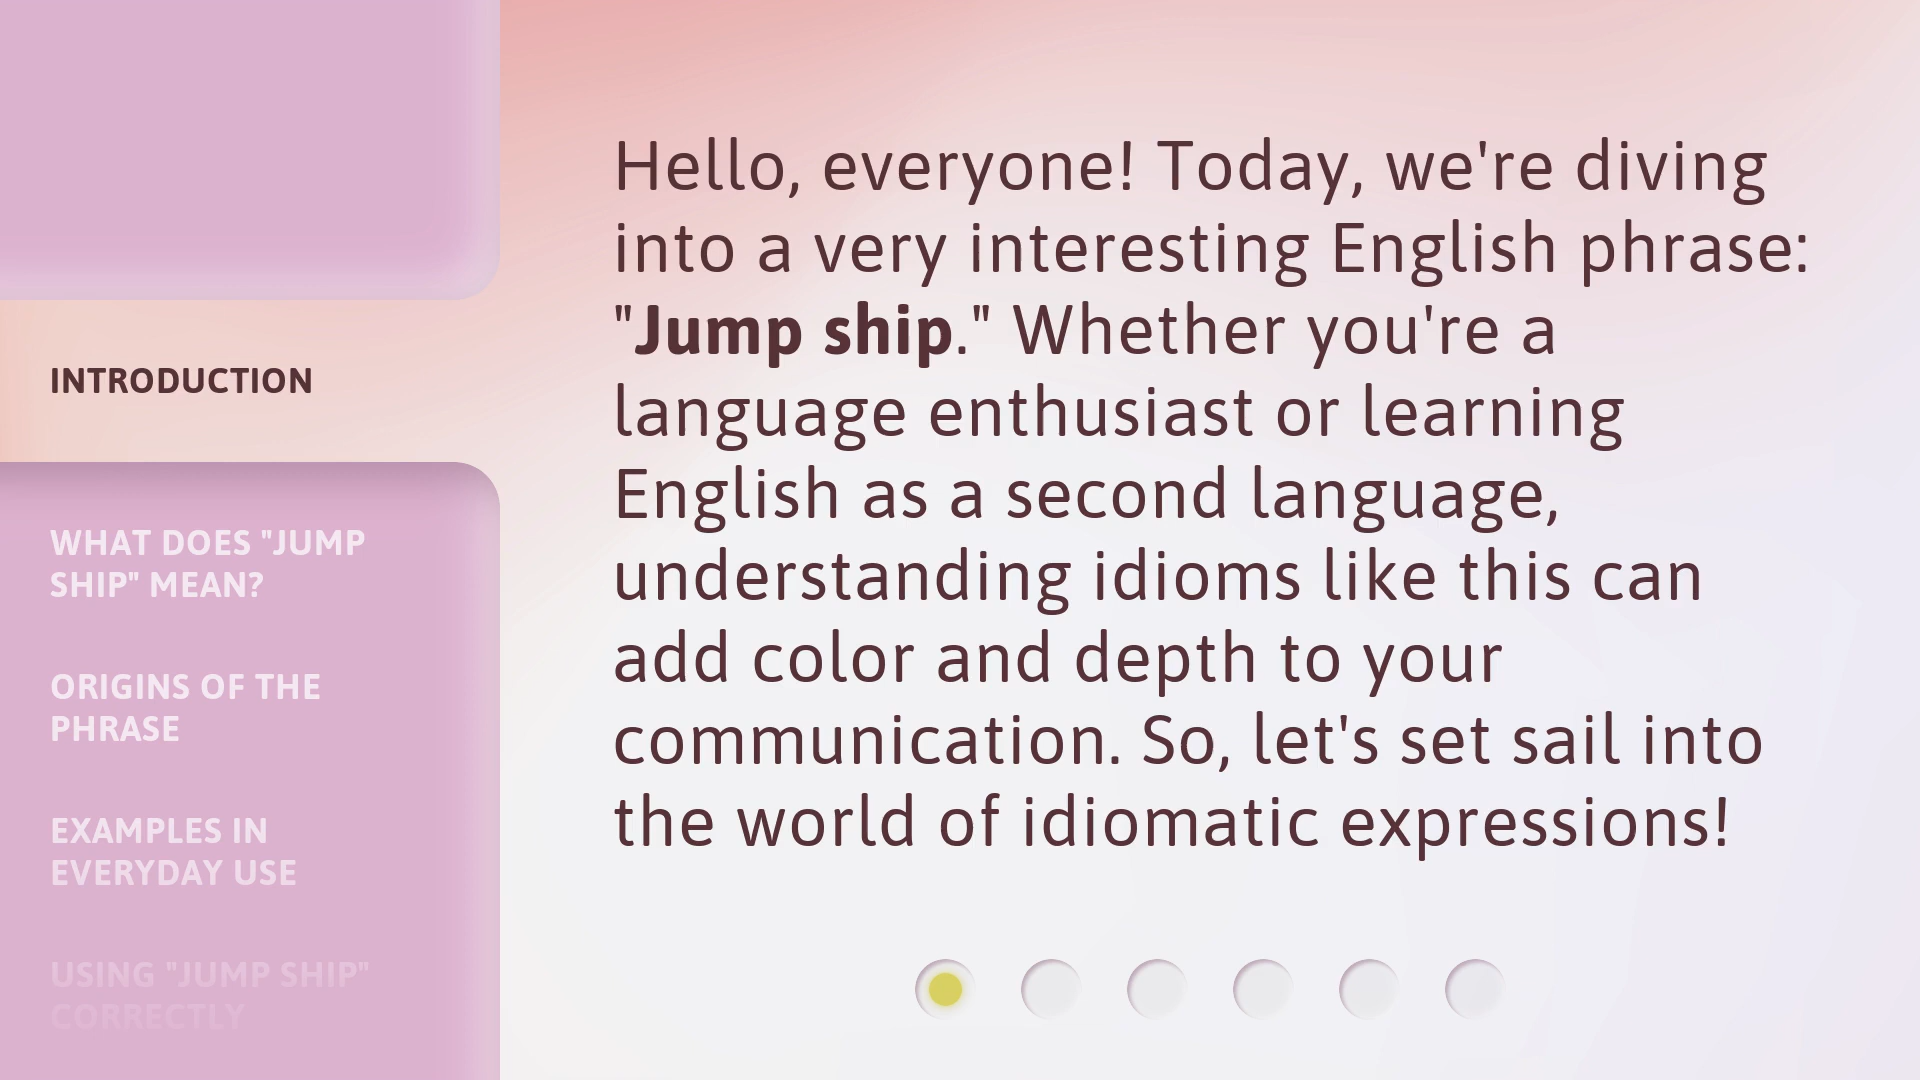 INTRODUCTION
WHAT DOES "JUMP
SHIP" MEAN?
ORIGINS OF THE
PHRASE
EXAMPLES IN
EVERYDAY USE
USING "JUMP SHIP"
CORRECTLY
Hello, everyone! Today, we're diving
into a very interesting English phrase:
"Jump ship." Whether you're a
language enthusiast or learning
English as a second language,
understanding idioms like this can
add color and depth to your
communication. So, let's set sail into
the world of idiomatic expressions!